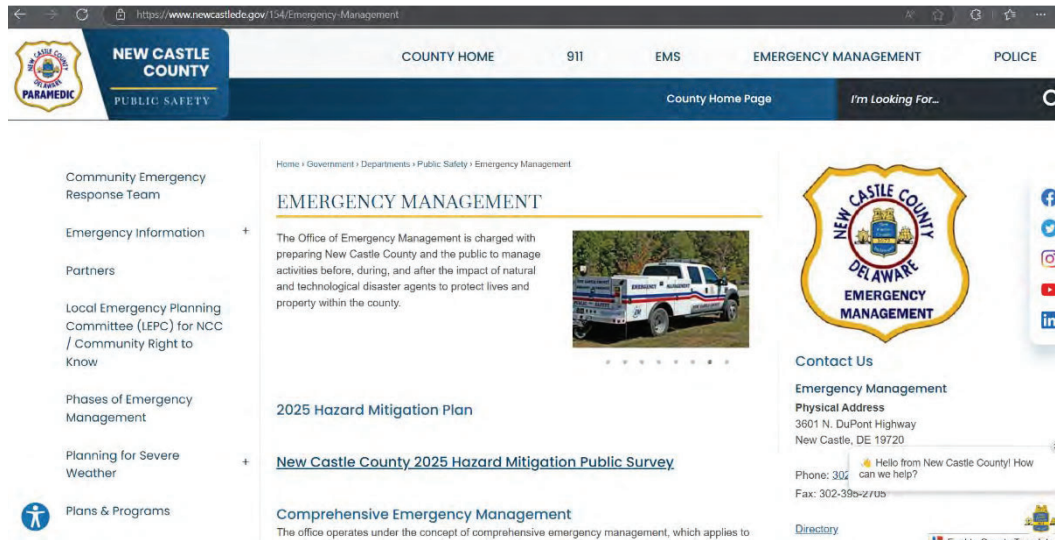 https://www.newcastlede.gov/154/Emergency-Management
NEW CASTLE COUNTY
DELAWARE
PARAMEDIC
NEW CASTLE
COUNTY
PUBLIC SAFETY
COUNTY HOME 911 EMS EMERGENCY MANAGEMENT POLICE
County Home Page I'm Looking For...
Community Emergency
Response Team
Emergency Information +
Partners
Local Emergency Planning
Committee (LEPC) for NCC
/ Community Right to
Know
Phases of Emergency
Management
Planning for Severe +
Weather
Plans & Programs
Home › Government › Departments › Public Safety › Emergency Management
EMERGENCY MANAGEMENT
The Office of Emergency Management is charged with
preparing New Castle County and the public to manage
activities before, during, and after the impact of natural
and technological disaster agents to protect lives and
property within the county.
EMERGENCY MANAGEMENT
2025 Hazard Mitigation Plan
New Castle County 2025 Hazard Mitigation Public Survey
Comprehensive Emergency Management
The office operates under the concept of comprehensive emergency management, which applies to
NEW CASTLE COUNTY
DELAWARE
EMERGENCY
MANAGEMENT
Contact Us
Emergency Management
Physical Address
3601 N. DuPont Highway
New Castle, DE 19720
Phone: 302
Fax: 302-395-2705
Directory
Hello from New Castle County! How
can we help?